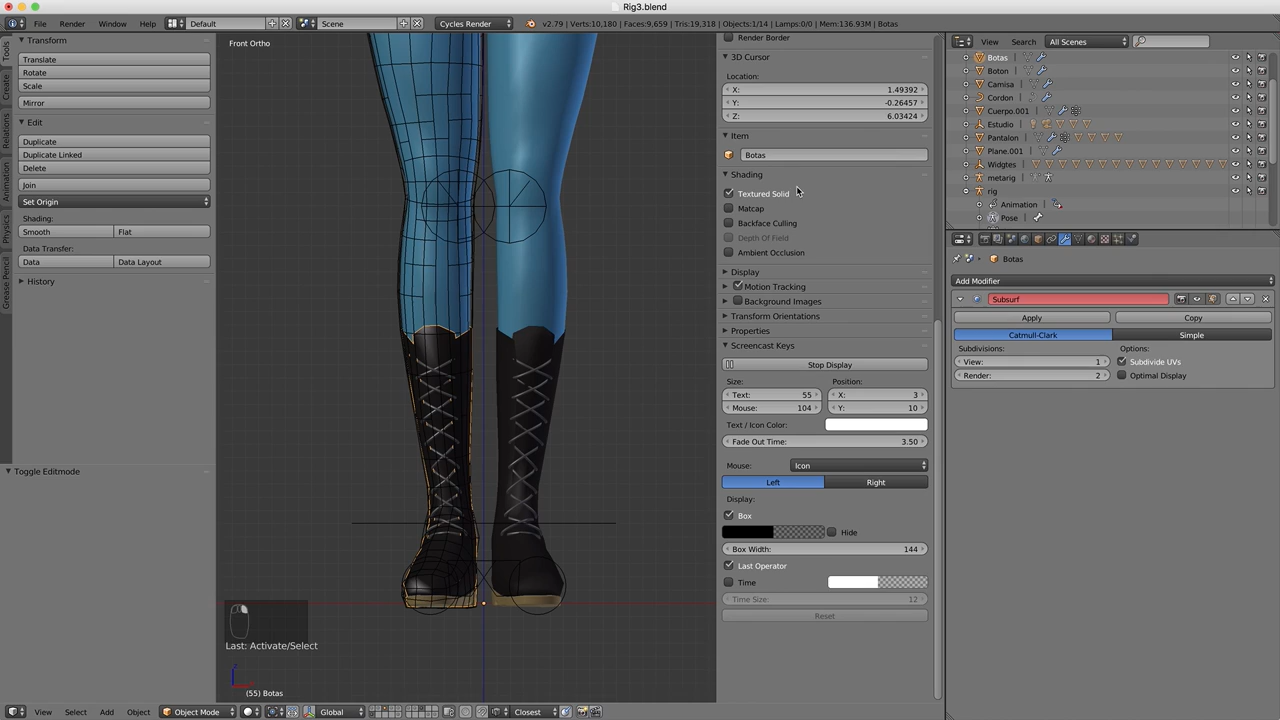 Rig3.blend
File Render Window Help Default Scene Cycles Render v2.79 | Verts:10,180 | Faces:9,659 | Tris:19,318 | Objects:1/14 | Lamps:0/0 | Mem:136.93M | Botas
Tools
Create
Relations
Animation
Physics
Grease Pencil
Transform
Translate
Rotate
Scale
Mirror
Edit
Duplicate
Duplicate Linked
Delete
Join
Set Origin
Shading:
Smooth Flat
Data Transfer:
Data Data Layout
History
Toggle Editmode
Front Ortho
Last: Activate/Select
(55) Botas
View Select Add Object Object Mode Global Closest
Render Border
3D Cursor
Location:
X: 1.49392
Y: -0.26457
Z: 6.03424
Item
Botas
Shading
Textured Solid
Matcap
Backface Culling
Depth Of Field
Ambient Occlusion
Display
Motion Tracking
Background Images
Transform Orientations
Properties
Screencast Keys
Stop Display
Size: Position:
Text: 55 X: 3
Mouse: 104 Y: 10
Text / Icon Color:
Fade Out Time: 3.50
Mouse: Icon
Left Right
Display:
Box
Hide
Box Width: 144
Last Operator
Time
Time Size: 12
Reset
View Search All Scenes
Botas
Boton
Camisa
Cordon
Cuerpo.001
Estudio
Pantalon
Plane.001
Widgtes
metarig
rig
Animation
Pose
Botas
Add Modifier
Subsurf
Apply Copy
Catmull-Clark Simple
Subdivisions: Options:
View: 1 Subdivide UVs
Render: 2 Optimal Display